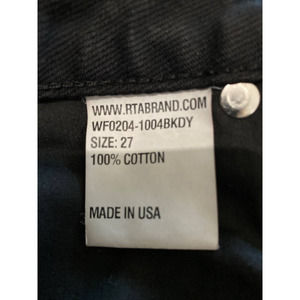 WWW.RTABRAND.COM
WF0204-1004BKDY
SIZE: 27
100% COTTON
MADE IN USA